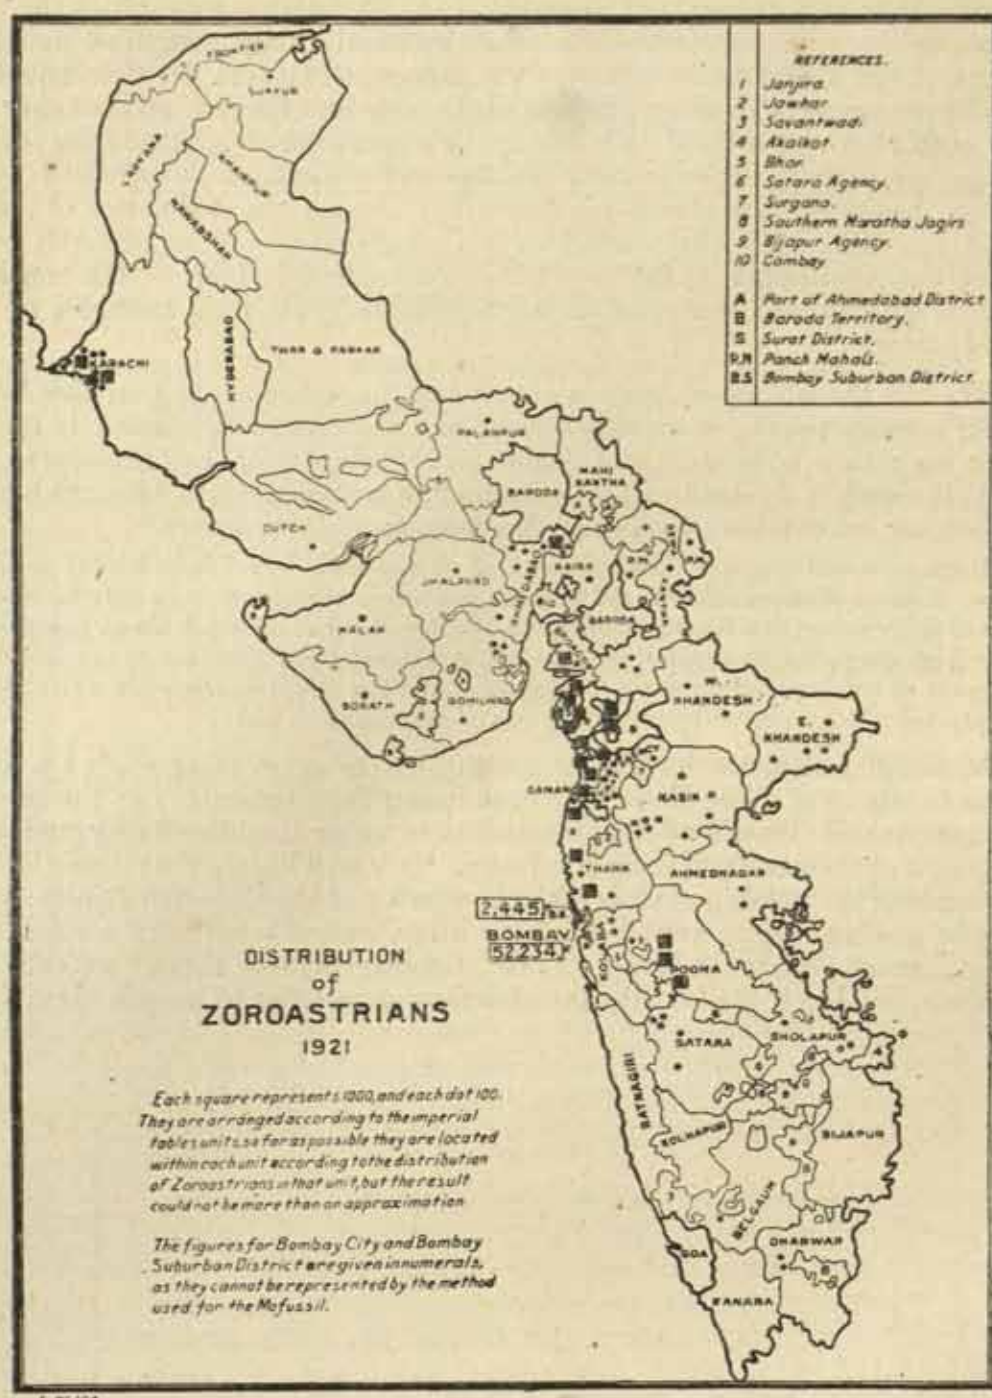 REFERENCES.
1 Janjira
2 Jawhar
3 Savantwadi
4 Akalkot
5 Bhor
6 Satara Agency.
7 Surgana.
8 Southern Maratha Jagirs
9 Bijapur Agency.
10 Cambay
A Part of Ahmedabad District
B Baroda Territory.
S Surat District.
P.M Panch Mahals.
B.S Bombay Suburban District
FRONTIER
SUKKUR
LARKANA
KHAIRPUR
NAWABSHAH
HYDERABAD
THAR & PARKAR
KARACHI
PALANPUR
MAHI
KANTHA
BARODA
CUTCH
AHMEDABAD
KAIRA
P.M
P.M
JHALAWAD
HALAR
BARODA
SORATH
GOHILWAD
W.
KHANDESH
E.
KHANDESH
DAMAN
NASIK
THANA
AHMEDNAGAR
2,445
B.S.
BOMBAY
52,234
KOLABA
POONA
SATARA
SHOLAPUR
RATNAGIRI
KOLHAPUR
BIJAPUR
BELGAUM
GOA
DHARWAR
KANARA
DISTRIBUTION
of
ZOROASTRIANS
1921
Each square represents 1000, and each dot 100.
They are arranged according to the imperial
tables units, so far as possible they are located
within each unit according to the distribution
of Zoroastrians in that unit, but the result
could not be more than an approximation
The figures for Bombay City and Bombay
Suburban District are given in numerals,
as they cannot be represented by the method
used for the Mofussil.